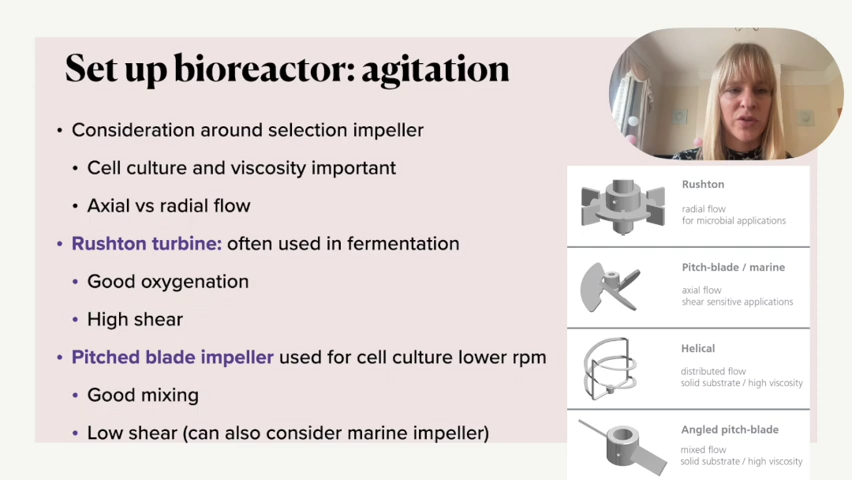 Set up bioreactor: agitation
• Consideration around selection impeller
• Cell culture and viscosity important
• Axial vs radial flow
• Rushton turbine: often used in fermentation
• Good oxygenation
• High shear
• Pitched blade impeller used for cell culture lower rpm
• Good mixing
• Low shear (can also consider marine impeller)
Rushton
radial flow
for microbial applications
Pitch-blade / marine
axial flow
shear sensitive applications
Helical
distributed flow
solid substrate / high viscosity
Angled pitch-blade
mixed flow
solid substrate / high viscosity